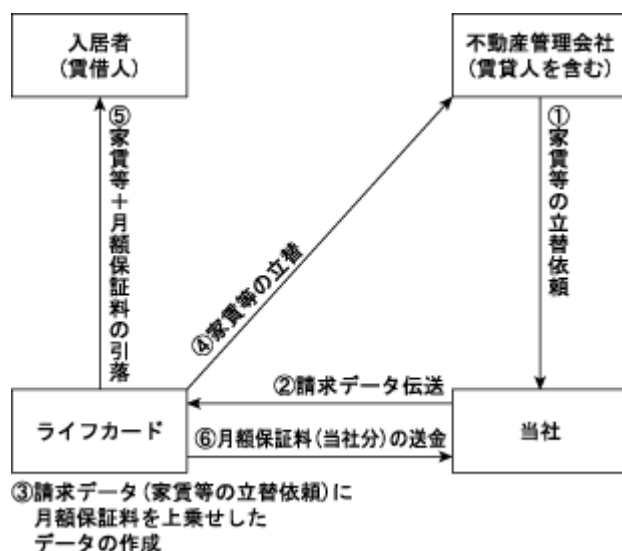 入居者
(賃借人)
不動産管理会社
(賃貸人を含む)
①家賃等の立替依頼
⑤家賃等＋月額保証料の引落
④家賃等の立替
②請求データ伝送
ライフカード
当社
⑥月額保証料(当社分)の送金
③請求データ(家賃等の立替依頼)に
月額保証料を上乗せした
データの作成